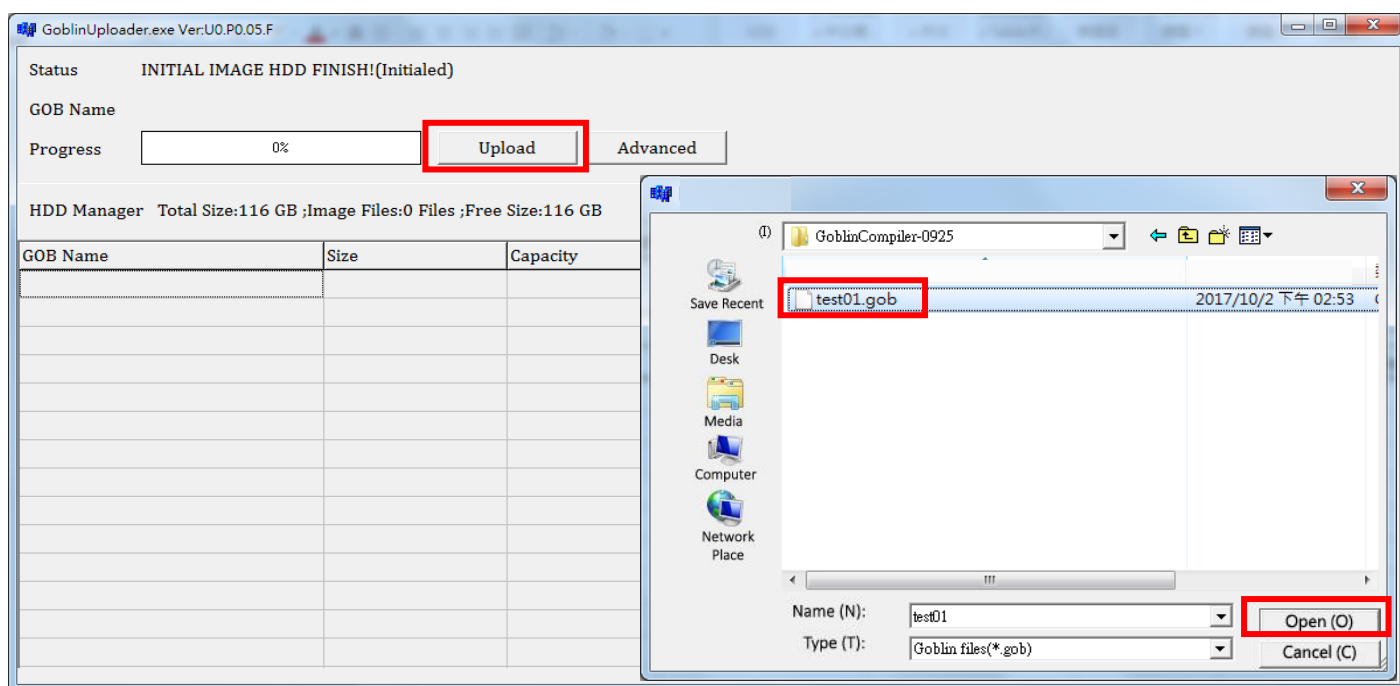 GoblinUploader.exe Ver:U0.P0.05.F
Status INITIAL IMAGE HDD FINISH!(Initialed)
GOB Name
Progress 0% Upload Advanced
HDD Manager Total Size:116 GB ;Image Files:0 Files ;Free Size:116 GB
GOB Name Size Capacity
(I) GoblinCompiler-0925
test01.gob 2017/10/2 下午 02:53
Save Recent
Desk
Media
Computer
Network
Place
Name (N): test01 Open (O)
Type (T): Goblin files(*.gob) Cancel (C)